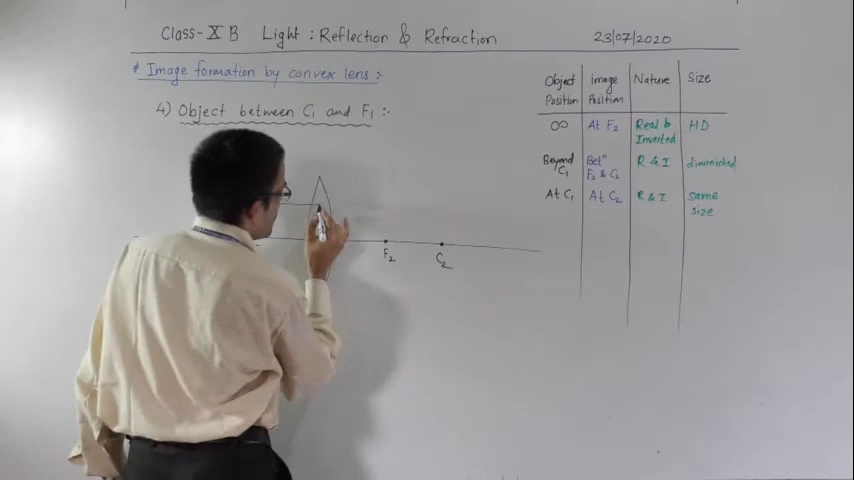 Class-X B Light : Reflection & Refraction 23/07/2020
* Image formation by convex lens :-
4) Object between C1 and F1 :-
Object Position Image Position Nature Size
∞ At F2 Real & Inverted HD
Beyond C1 Betn F2 & C2 R & I diminished
At C1 At C2 R & I same size
F2 C2